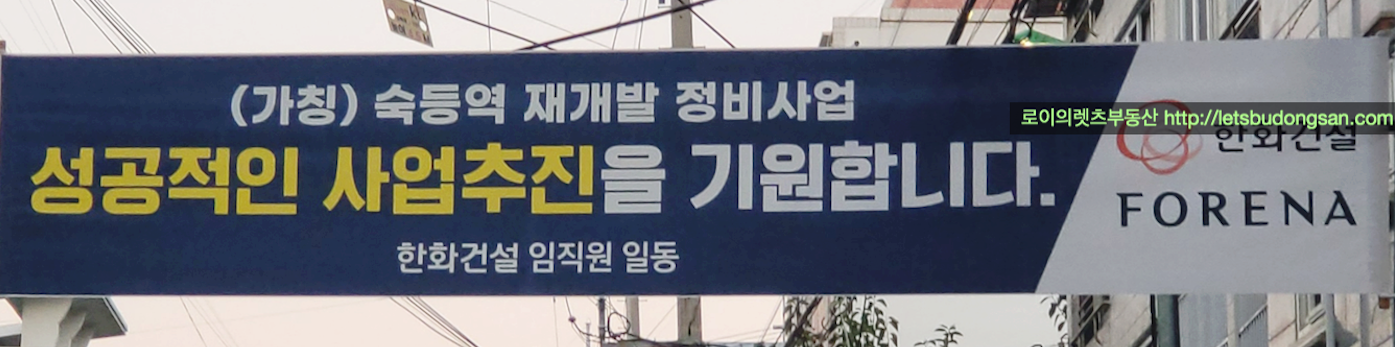 (가칭) 숙등역 재개발 정비사업
성공적인 사업추진을 기원합니다.
한화건설 임직원 일동
로이의렛츠부동산 http://letsbudongsan.com
한화건설
FORENA